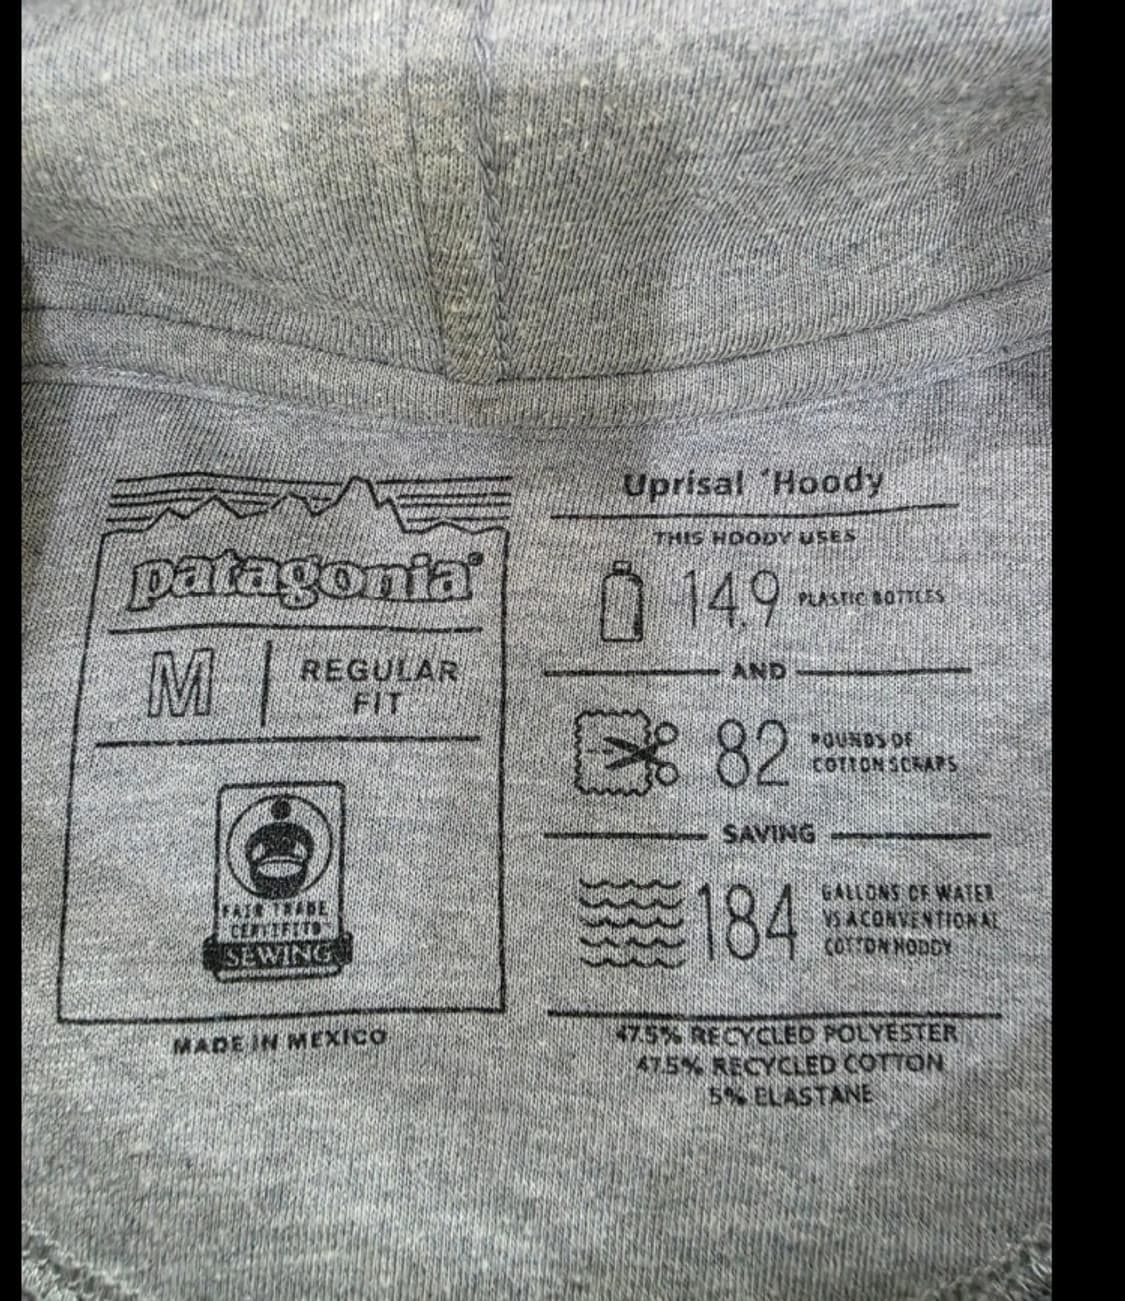 patagonia®
M
REGULAR
FIT
FAIR TRADE
CERTIFIED
SEWING
MADE IN MEXICO
Uprisal ‘Hoody
THIS HOODY USES
14.9 PLASTIC BOTTLES
AND
82
POUNDS OF
COTTON SCRAPS
SAVING
184
GALLONS OF WATER
VS A CONVENTIONAL
COTTON HOODY
47.5% RECYCLED POLYESTER
47.5% RECYCLED COTTON
5% ELASTANE